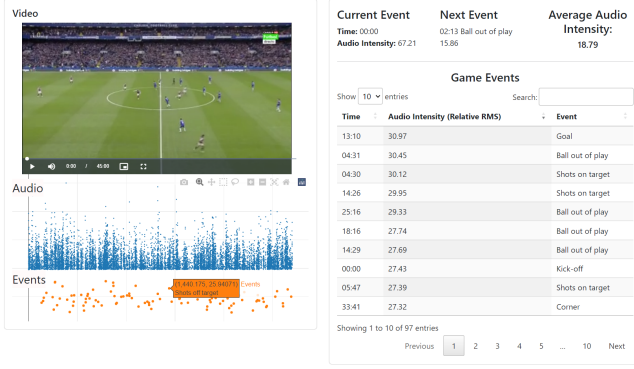 Video
0:00 / 45:00
Audio
Events
(1,440.175, 25.04071) Events
Shots off target
Current Event
Time: 00:00
Audio Intensity: 67.21
Next Event
02:13 Ball out of play
15.86
Average Audio
Intensity:
18.79
Game Events
Show 10 entries
Search:
Time Audio Intensity (Relative RMS) Event
13:10 30.97 Goal
04:31 30.45 Ball out of play
04:30 30.12 Shots on target
14:26 29.95 Shots on target
25:16 29.33 Ball out of play
18:16 27.74 Ball out of play
14:29 27.69 Ball out of play
00:00 27.43 Kick-off
05:47 27.39 Shots on target
33:41 27.32 Corner
Showing 1 to 10 of 97 entries
Previous 1 2 3 4 5 ... 10 Next